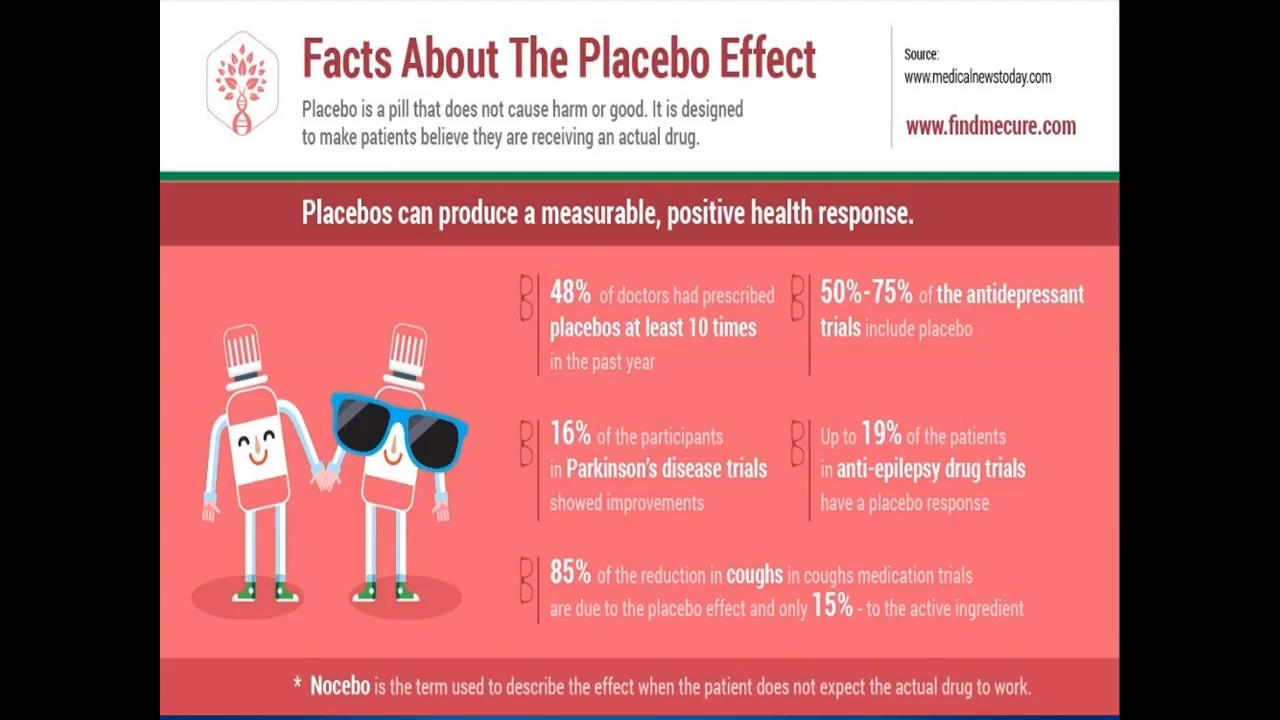 Facts About The Placebo Effect
Placebo is a pill that does not cause harm or good. It is designed
to make patients believe they are receiving an actual drug.
Source:
www.medicalnewstoday.com
www.findmecure.com
Placebos can produce a measurable, positive health response.
48% of doctors had prescribed
placebos at least 10 times
in the past year
50%-75% of the antidepressant
trials include placebo
16% of the participants
in Parkinson's disease trials
showed improvements
Up to 19% of the patients
in anti-epilepsy drug trials
have a placebo response
85% of the reduction in coughs in coughs medication trials
are due to the placebo effect and only 15% - to the active ingredient
* Nocebo is the term used to describe the effect when the patient does not expect the actual drug to work.